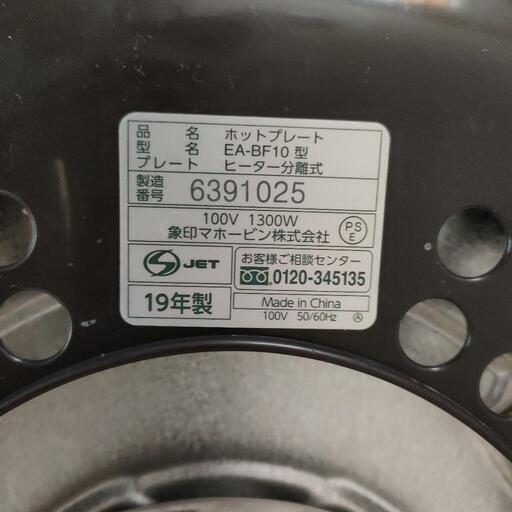 品 名 ホットプレート
型 名 EA-BF10 型
プレート ヒーター分離式
製造番号 6391025
100V 1300W
象印マホービン株式会社
PS E
S JET
お客様ご相談センター
0120-345135
19年製
Made in China
100V 50/60Hz Ⓐ